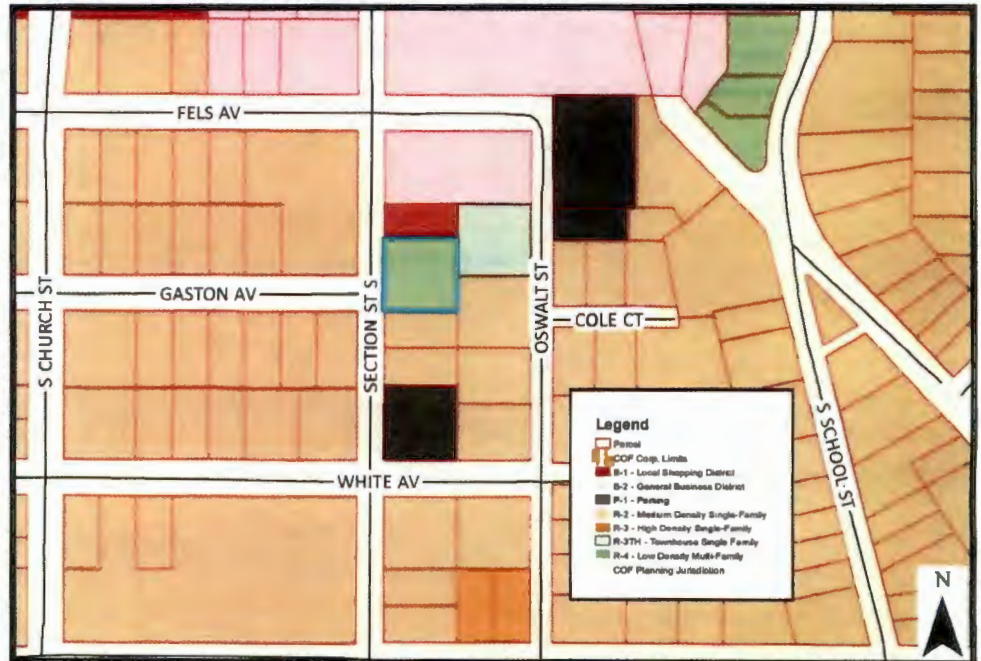 FELS AV
GASTON AV
S CHURCH ST
SECTION ST S
OSWALT ST
COLE CT
WHITE AV
S SCHOOL ST
Legend
Parcel
COF Corp. Limits
B-1 - Local Shopping District
B-2 - General Business District
P-1 - Parking
R-2 - Medium Density Single-Family
R-3 - High Density Single-Family
R-3TH - Townhouse Single Family
R-4 - Low Density Multi-Family
COF Planning Jurisdiction
N